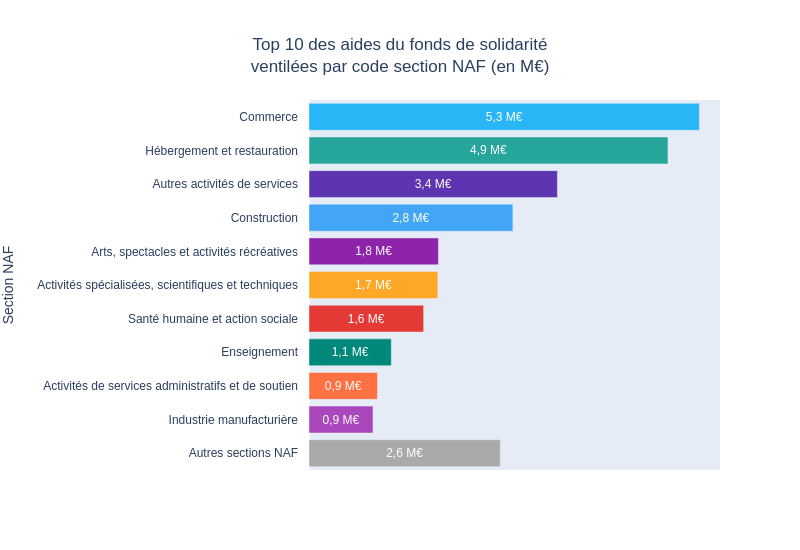 Top 10 des aides du fonds de solidarité
ventilées par code section NAF (en M€)
Section NAF
Commerce 5,3 M€
Hébergement et restauration 4,9 M€
Autres activités de services 3,4 M€
Construction 2,8 M€
Arts, spectacles et activités récréatives 1,8 M€
Activités spécialisées, scientifiques et techniques 1,7 M€
Santé humaine et action sociale 1,6 M€
Enseignement 1,1 M€
Activités de services administratifs et de soutien 0,9 M€
Industrie manufacturière 0,9 M€
Autres sections NAF 2,6 M€